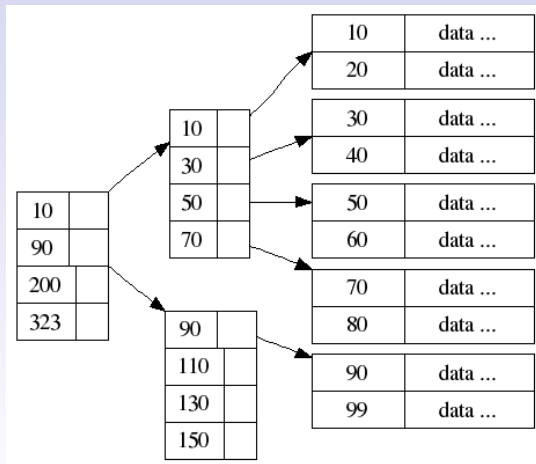 10
90
200
323
10
30
50
70
90
110
130
150
10 data ...
20 data ...
30 data ...
40 data ...
50 data ...
60 data ...
70 data ...
80 data ...
90 data ...
99 data ...